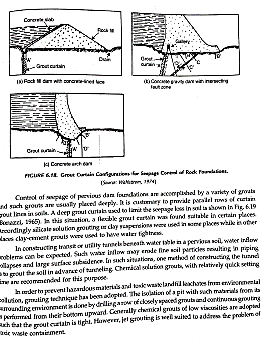 Concrete slab
Rock fill
Drain
Grout curtain
(a) Rock fill dam with concrete-lined face
Grout curtain
A
B
C
D
(b) Concrete gravity dam with intersecting
fault zone
Grout curtain
A
B
C
D
(c) Concrete arch dam
FIGURE 6.18. Grout Curtain Configurations for Seepage Control of Rock Foundations.
[Source: Wahlstrom, 1974]
Control of seepage of pervious dam foundations are accomplished by a variety of grouts
and such grouts are usually placed deeply. It is customary to provide parallel rows of curtain
grout lines in soils. A deep grout curtain used to limit the seepage loss in soil is shown in Fig. 6.19
(Bonazzi, 1965). In this situation, a flexible grout curtain was found suitable in certain places.
Accordingly silicate solution grouting or clay suspensions were used in some places while in other
places clay-cement grouts were used to have water tightness.
In constructing transit or utility tunnels beneath water table in a pervious soil, water inflow
problems can be expected. Such water inflow may erode fine soil particles resulting in piping
collapses and large surface subsidence. In such situations, one method of constructing the tunnel
is to grout the soil in advance of tunneling. Chemical solution grouts, with relatively quick setting
time are recommended for this purpose.
In order to prevent hazardous materials and toxic waste landfall leachates from environmental
pollution, grouting technique has been adopted. The isolation of a pit with such materials from its
surrounding environment is done by drilling a row of closely spaced grouts and continuous grouting
is performed from their bottom upward. Generally chemical grouts of low viscosities are adopted
such that the grout curtain is tight. However, jet grouting is well suited to address the problem of
toxic waste containment.